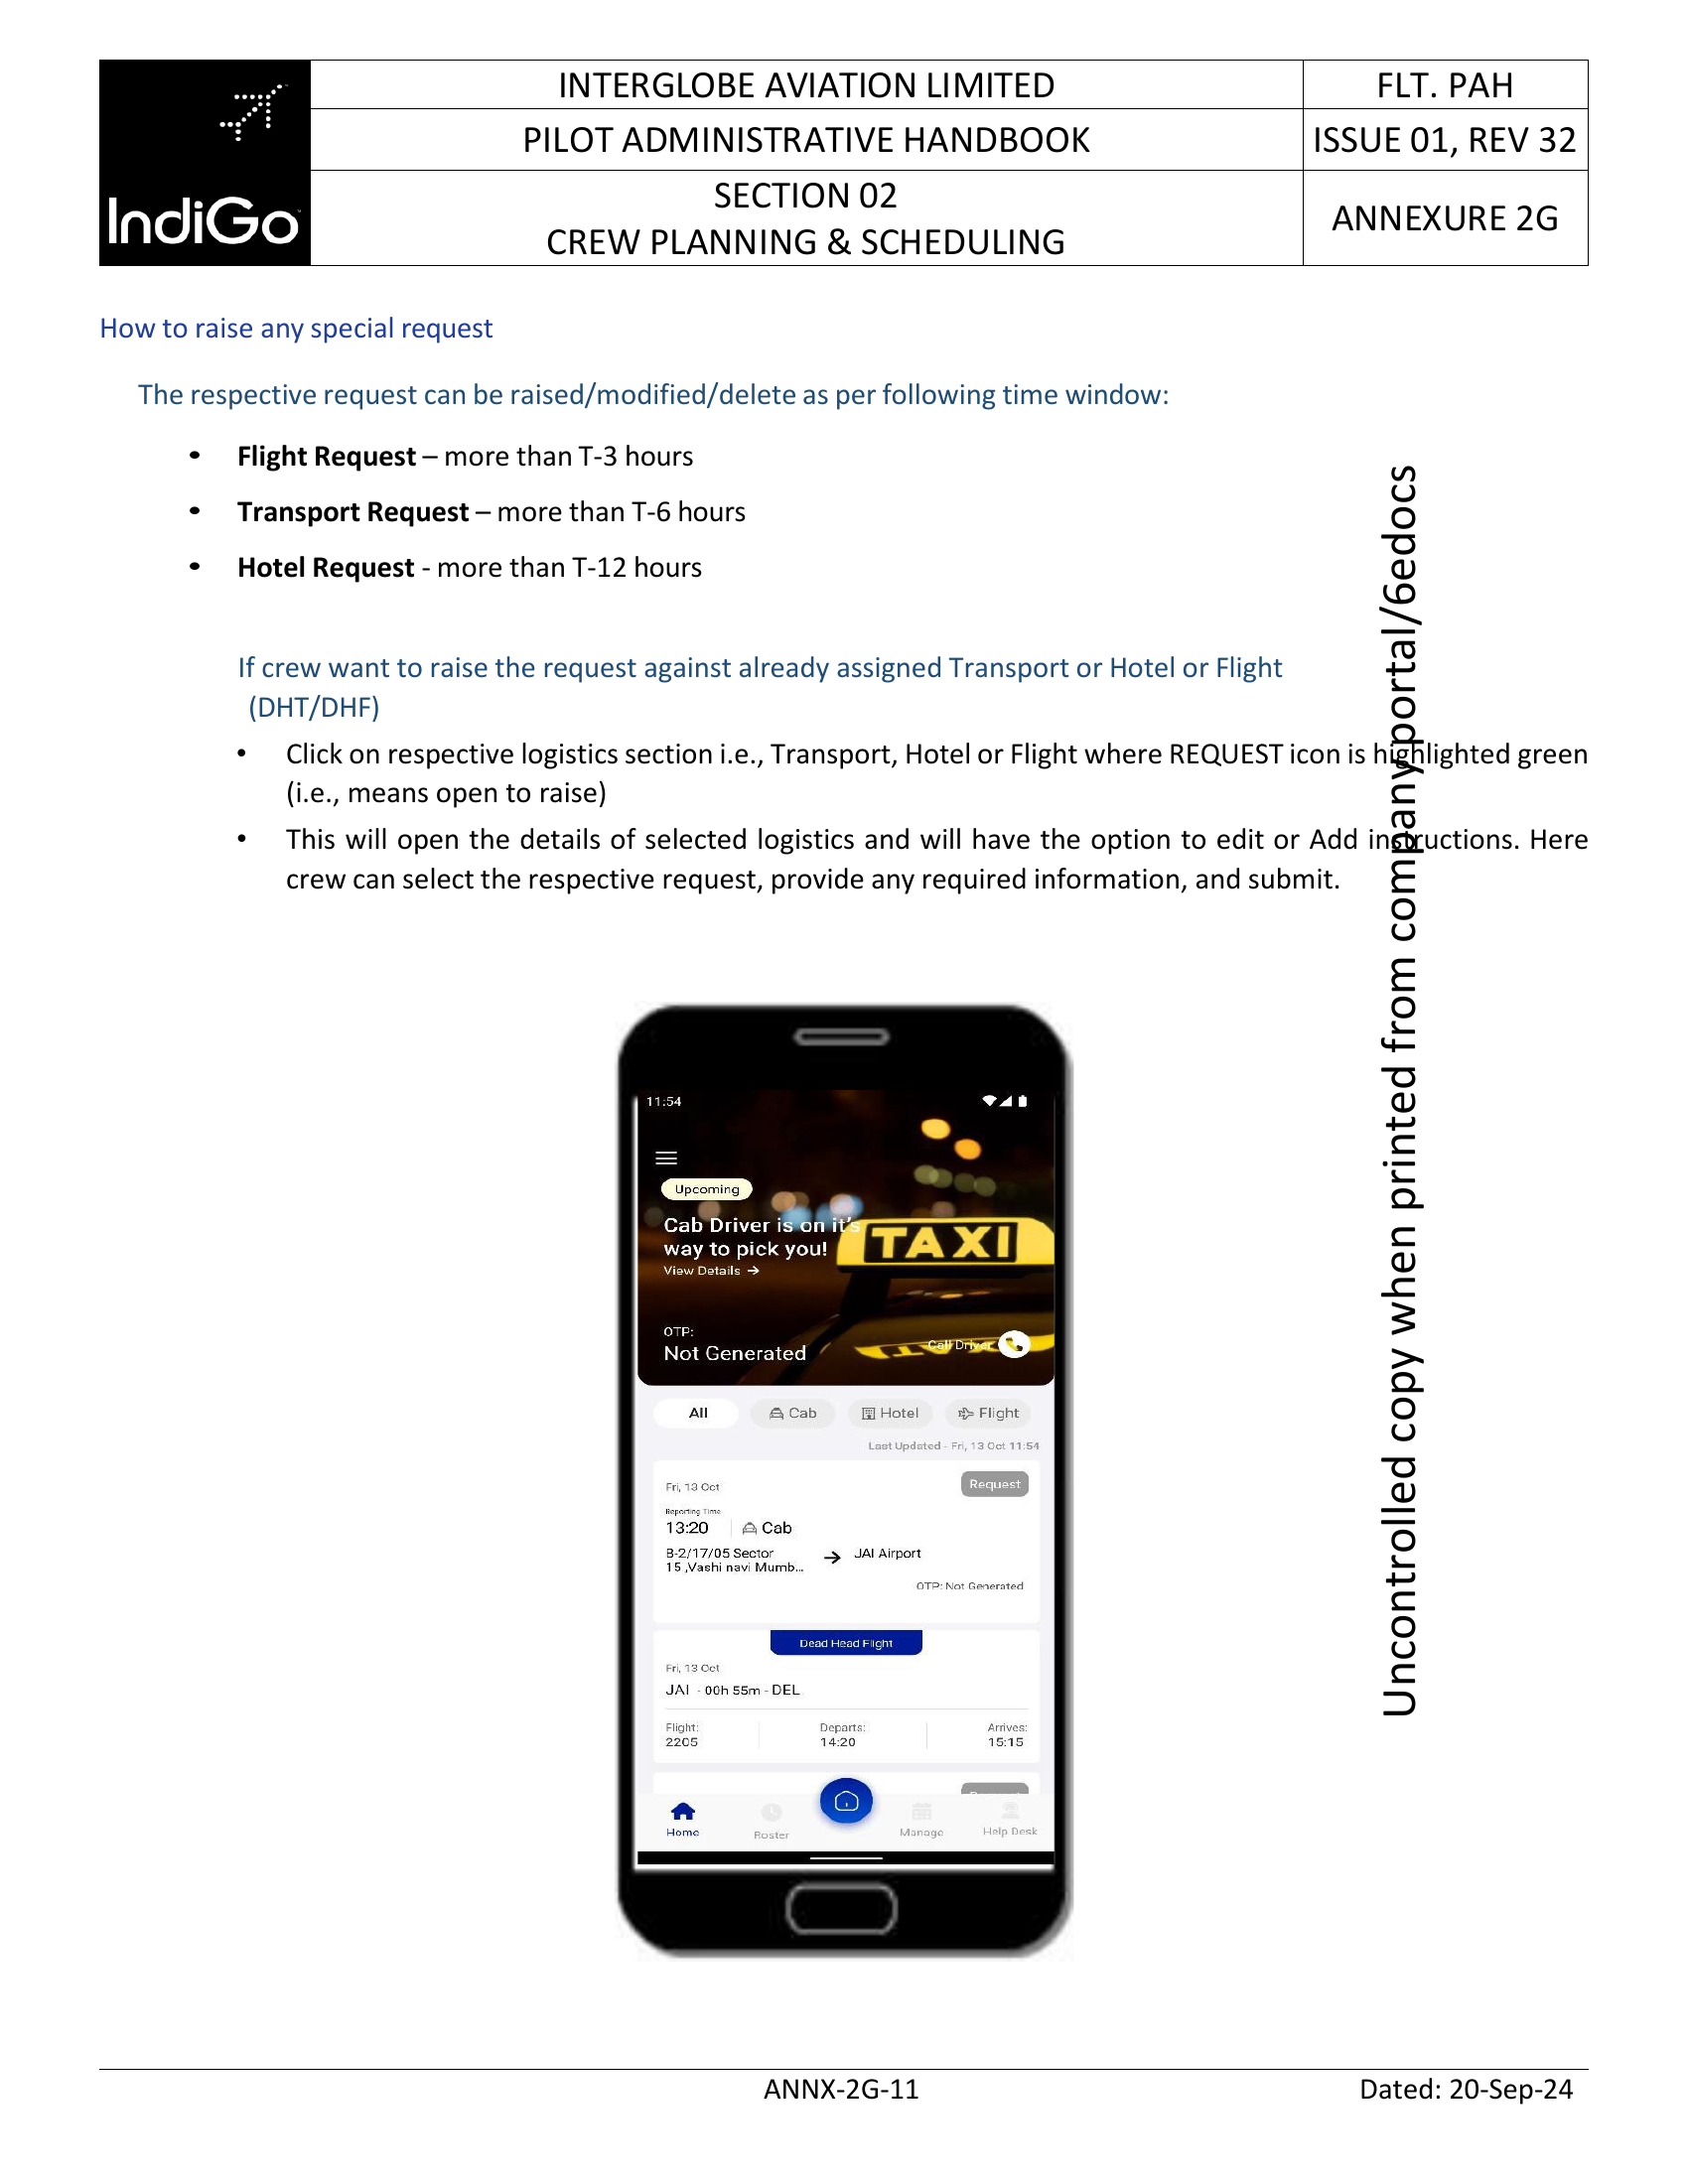 IndiGo
INTERGLOBE AVIATION LIMITED
FLT. PAH
PILOT ADMINISTRATIVE HANDBOOK
ISSUE 01, REV 32
SECTION 02
CREW PLANNING & SCHEDULING
ANNEXURE 2G
How to raise any special request
The respective request can be raised/modified/delete as per following time window:
• Flight Request – more than T-3 hours
• Transport Request – more than T-6 hours
• Hotel Request - more than T-12 hours
If crew want to raise the request against already assigned Transport or Hotel or Flight
(DHT/DHF)
• Click on respective logistics section i.e., Transport, Hotel or Flight where REQUEST icon is highlighted green
(i.e., means open to raise)
• This will open the details of selected logistics and will have the option to edit or Add instructions. Here
crew can select the respective request, provide any required information, and submit.
Uncontrolled copy when printed from company portal/6edocs
11:54
Upcoming
Cab Driver is on it's
way to pick you!
View Details →
TAXI
OTP:
Not Generated
Call Driver
All
Cab
Hotel
Flight
Last Updated - Fri, 13 Oct 11:54
Fri, 13 Oct
Request
Reporting Time
13:20
Cab
B-2/17/05 Sector
15 ,Vashi navi Mumb...
→ JAI Airport
OTP: Not Generated
Dead Head Flight
Fri, 13 Oct
JAI - 00h 55m - DEL
Flight:
2205
Departs:
14:20
Arrives:
15:15
Home
Roster
Manage
Help Desk
ANNX-2G-11
Dated: 20-Sep-24